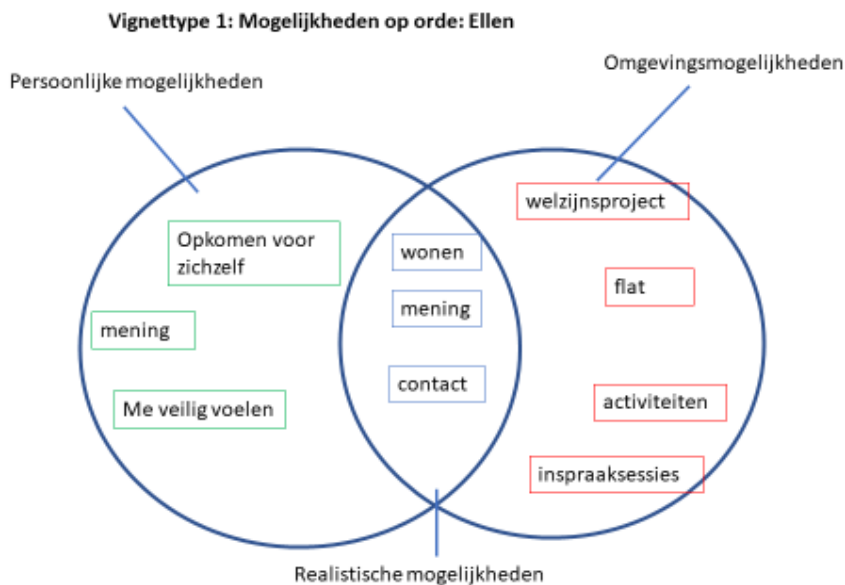 Vignettype 1: Mogelijkheden op orde: Ellen
Omgevingsmogelijkheden
Persoonlijke mogelijkheden
welzijnsproject
Opkomen voor
zichzelf
wonen
flat
mening
mening
contact
Me veilig voelen
activiteiten
inspraaksessies
Realistische mogelijkheden